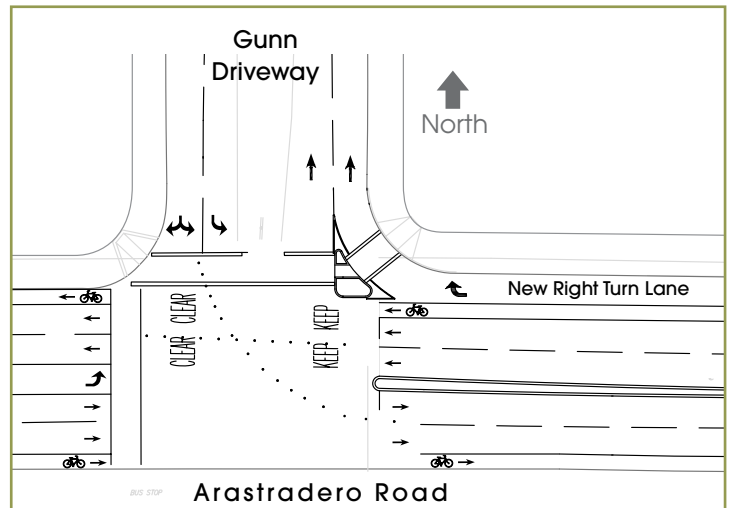 Gunn
Driveway
North
New Right Turn Lane
CLEAR CLEAR
KEEP KEEP
BUS STOP
Arastradero Road